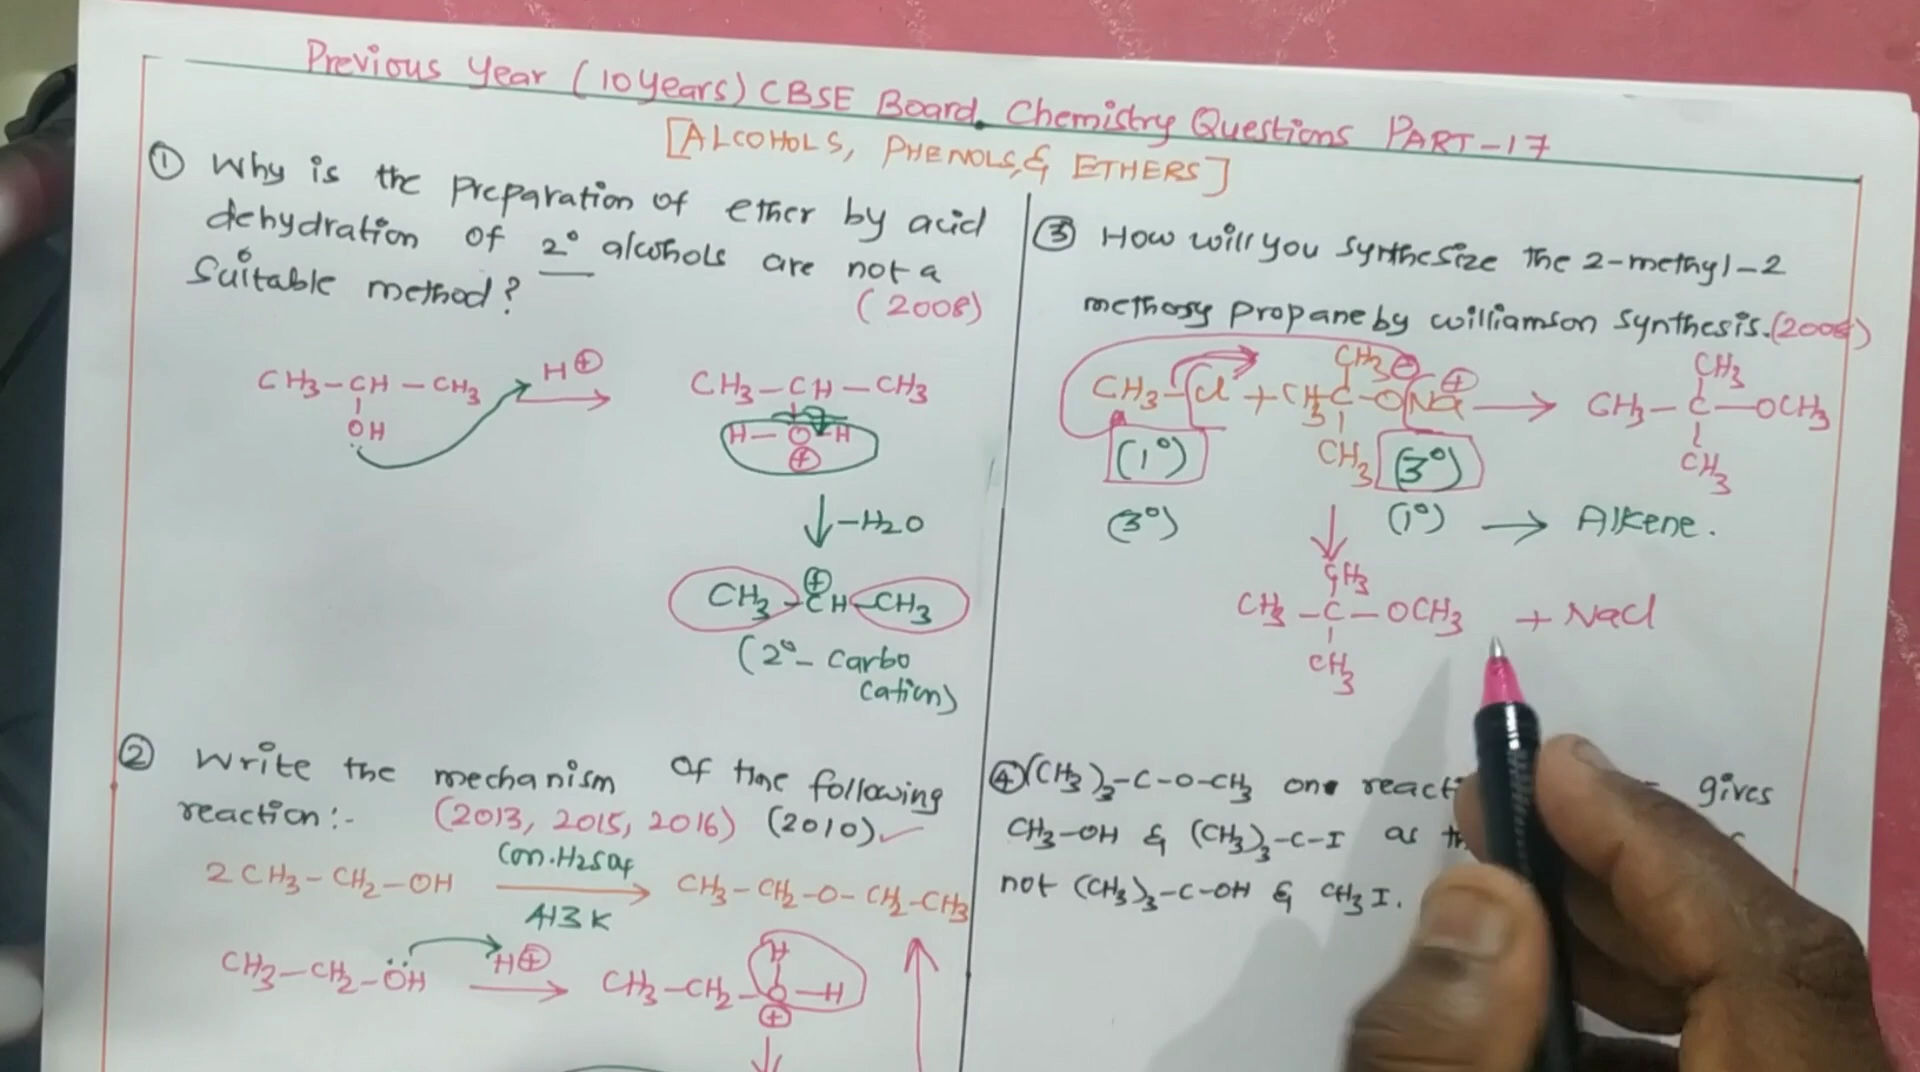 Previous Year (10 years) CBSE Board Chemistry Questions PART-17
[ALCOHOLS, PHENOLS, & ETHERS]
① Why is the preparation of ether by acid
dehydration of 2° alcohols are not a
suitable method? (2008)
CH3-CH-CH3 H⊕ CH3-CH-CH3
OH
H-O-H
⊕
-H2O
⊕
CH3-CH-CH3
(2°- Carbo
cation)
② Write the mechanism of the following
reaction:- (2013, 2015, 2016) (2010)✓
2CH3-CH2-OH Con.H2SO4 CH3-CH2-O-CH2-CH3
413 K
CH3-CH2-ÖH H⊕ CH3-CH2-O-H
H
⊕
③ How will you synthesize the 2-methyl-2
methoxy propane by williamson synthesis.
CH3 ⊖ ⊕ CH3
CH3-Cl + CH3-C-ONa → CH3-C-OCH3
(1°) CH3 (3°) CH3
(3°) (1°) → Alkene.
CH3
CH3-C-OCH3 + NaCl
CH3
④ (CH3)3-C-O-CH3 on gives
CH3-OH & (CH3)3-C-I as
not (CH3)3-C-OH & CH3I.